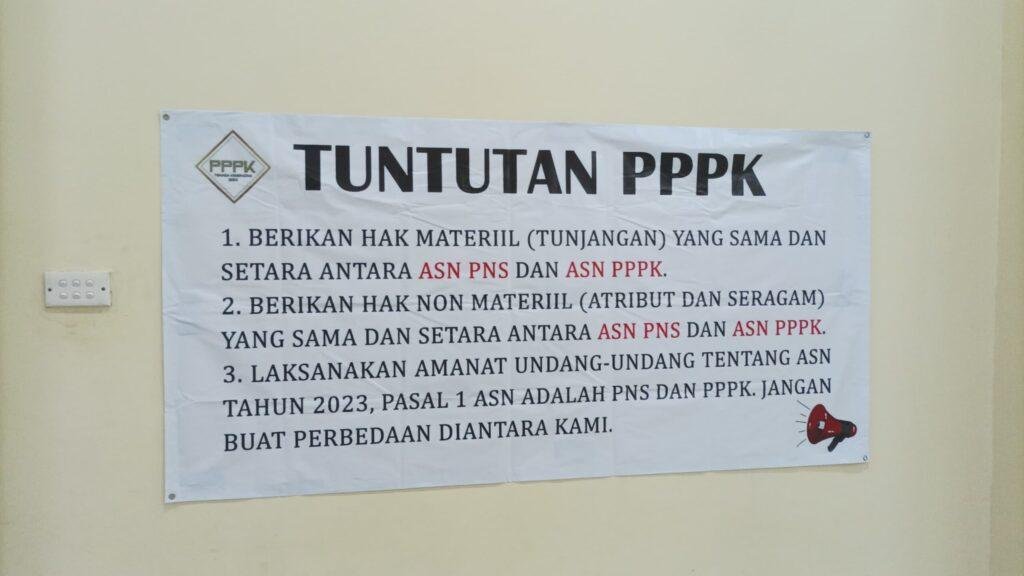 PPPK
TUNTUTAN PPPK
1. BERIKAN HAK MATERIIL (TUNJANGAN) YANG SAMA DAN
SETARA ANTARA ASN PNS DAN ASN PPPK.
2. BERIKAN HAK NON MATERIIL (ATRIBUT DAN SERAGAM)
YANG SAMA DAN SETARA ANTARA ASN PNS DAN ASN PPPK.
3. LAKSANAKAN AMANAT UNDANG-UNDANG TENTANG ASN
TAHUN 2023, PASAL 1 ASN ADALAH PNS DAN PPPK. JANGAN
BUAT PERBEDAAN DIANTARA KAMI.